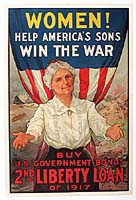 WOMEN!
HELP AMERICA'S SONS
WIN THE WAR
BUY
U.S. GOVERNMENT BONDS
2ND LIBERTY LOAN
OF 1917